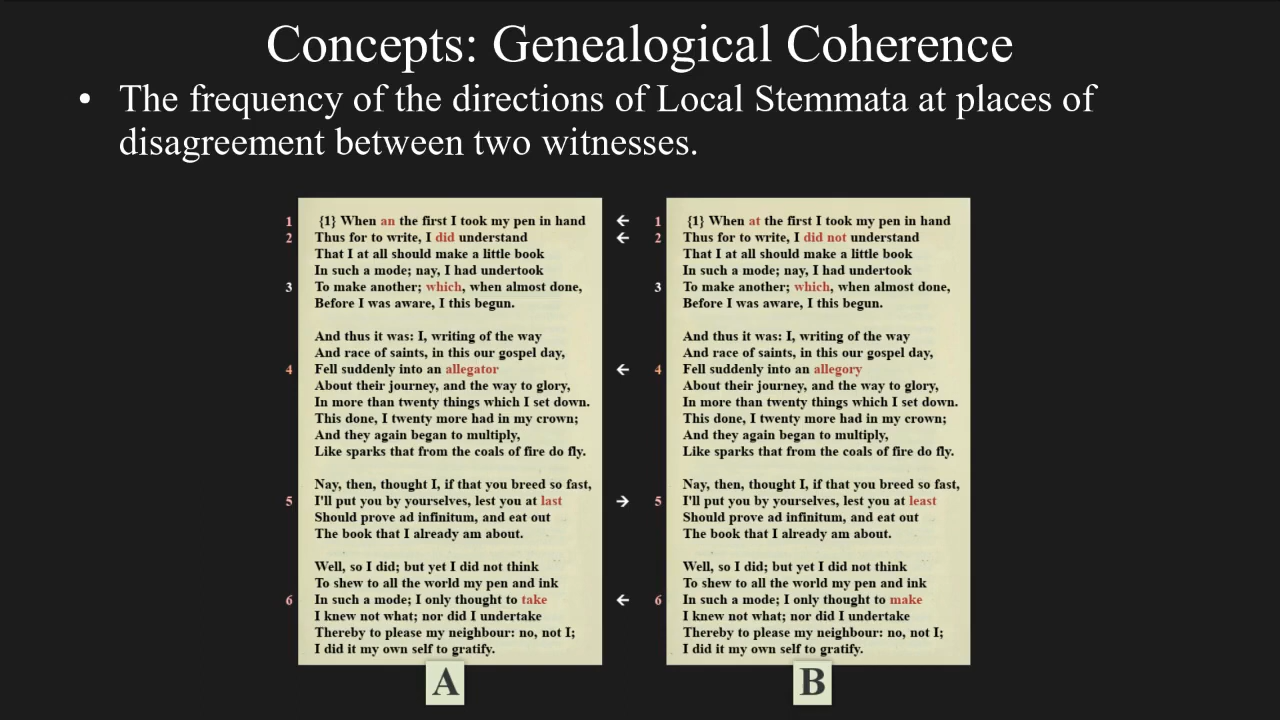 Concepts: Genealogical Coherence
• The frequency of the directions of Local Stemmata at places of
disagreement between two witnesses.
1 {1} When an the first I took my pen in hand
2 Thus for to write, I did understand
That I at all should make a little book
In such a mode; nay, I had undertook
3 To make another; which, when almost done,
Before I was aware, I this begun.
And thus it was: I, writing of the way
And race of saints, in this our gospel day,
4 Fell suddenly into an allegator
About their journey, and the way to glory,
In more than twenty things which I set down.
This done, I twenty more had in my crown;
And they again began to multiply,
Like sparks that from the coals of fire do fly.
Nay, then, thought I, if that you breed so fast,
5 I'll put you by yourselves, lest you at last
Should prove ad infinitum, and eat out
The book that I already am about.
Well, so I did; but yet I did not think
To shew to all the world my pen and ink
6 In such a mode; I only thought to take
I knew not what; nor did I undertake
Thereby to please my neighbour: no, not I;
I did it my own self to gratify.
A
← 1 {1} When at the first I took my pen in hand
← 2 Thus for to write, I did not understand
That I at all should make a little book
In such a mode; nay, I had undertook
3 To make another; which, when almost done,
Before I was aware, I this begun.
And thus it was: I, writing of the way
And race of saints, in this our gospel day,
← 4 Fell suddenly into an allegory
About their journey, and the way to glory,
In more than twenty things which I set down.
This done, I twenty more had in my crown;
And they again began to multiply,
Like sparks that from the coals of fire do fly.
Nay, then, thought I, if that you breed so fast,
→ 5 I'll put you by yourselves, lest you at least
Should prove ad infinitum, and eat out
The book that I already am about.
Well, so I did; but yet I did not think
To shew to all the world my pen and ink
← 6 In such a mode; I only thought to make
I knew not what; nor did I undertake
Thereby to please my neighbour: no, not I;
I did it my own self to gratify.
B